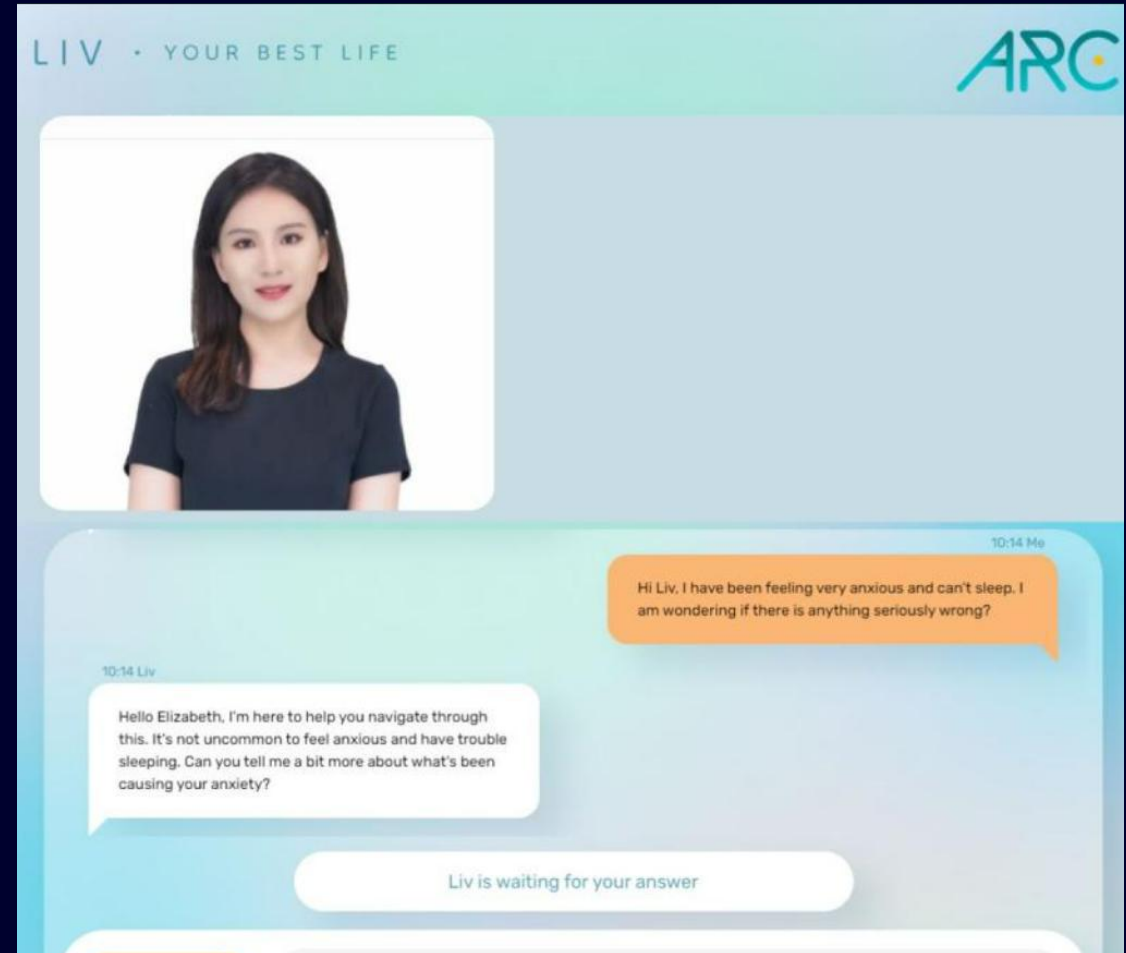 LIV • YOUR BEST LIFE
ARC
10:14 Me
Hi Liv, I have been feeling very anxious and can't sleep. I
am wondering if there is anything seriously wrong?
10:14 Liv
Hello Elizabeth, I'm here to help you navigate through
this. It's not uncommon to feel anxious and have trouble
sleeping. Can you tell me a bit more about what's been
causing your anxiety?
Liv is waiting for your answer